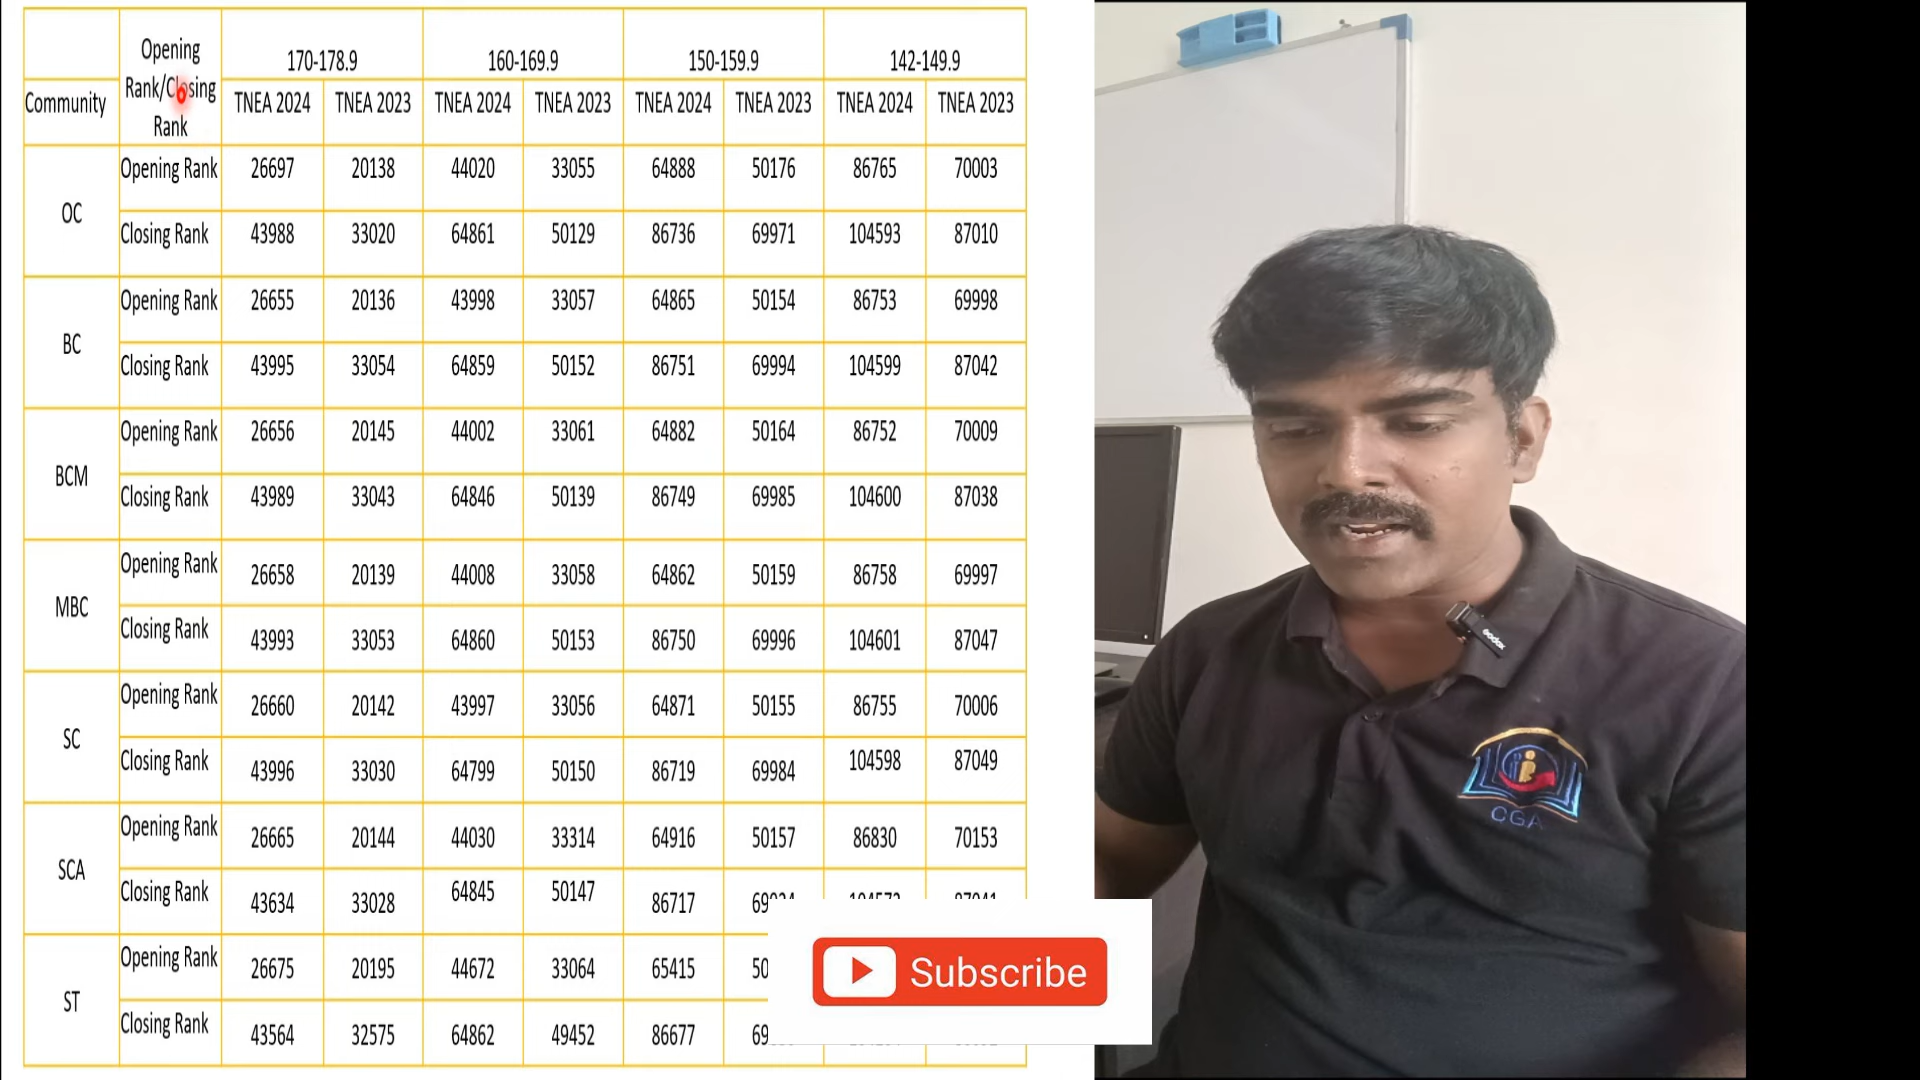 Opening Rank/Closing Rank
170-178.9 160-169.9 150-159.9 142-149.9
Community TNEA 2024 TNEA 2023 TNEA 2024 TNEA 2023 TNEA 2024 TNEA 2023 TNEA 2024 TNEA 2023
OC
Opening Rank 26697 20138 44020 33055 64888 50176 86765 70003
Closing Rank 43988 33020 64861 50129 86736 69971 104593 87010
BC
Opening Rank 26655 20136 43998 33057 64865 50154 86753 69998
Closing Rank 43995 33054 64859 50152 86751 69994 104599 87042
BCM
Opening Rank 26656 20145 44002 33061 64882 50164 86752 70009
Closing Rank 43989 33043 64846 50139 86749 69985 104600 87038
MBC
Opening Rank 26658 20139 44008 33058 64862 50159 86758 69997
Closing Rank 43993 33053 64860 50153 86750 69996 104601 87047
SC
Opening Rank 26660 20142 43997 33056 64871 50155 86755 70006
Closing Rank 43996 33030 64799 50150 86719 69984 104598 87049
SCA
Opening Rank 26665 20144 44030 33314 64916 50157 86830 70153
Closing Rank 43634 33028 64845 50147 86717
ST
Opening Rank 26675 20195 44672 33064 65415
Closing Rank 43564 32575 64862 49452 86677
Subscribe
Godox
CGA